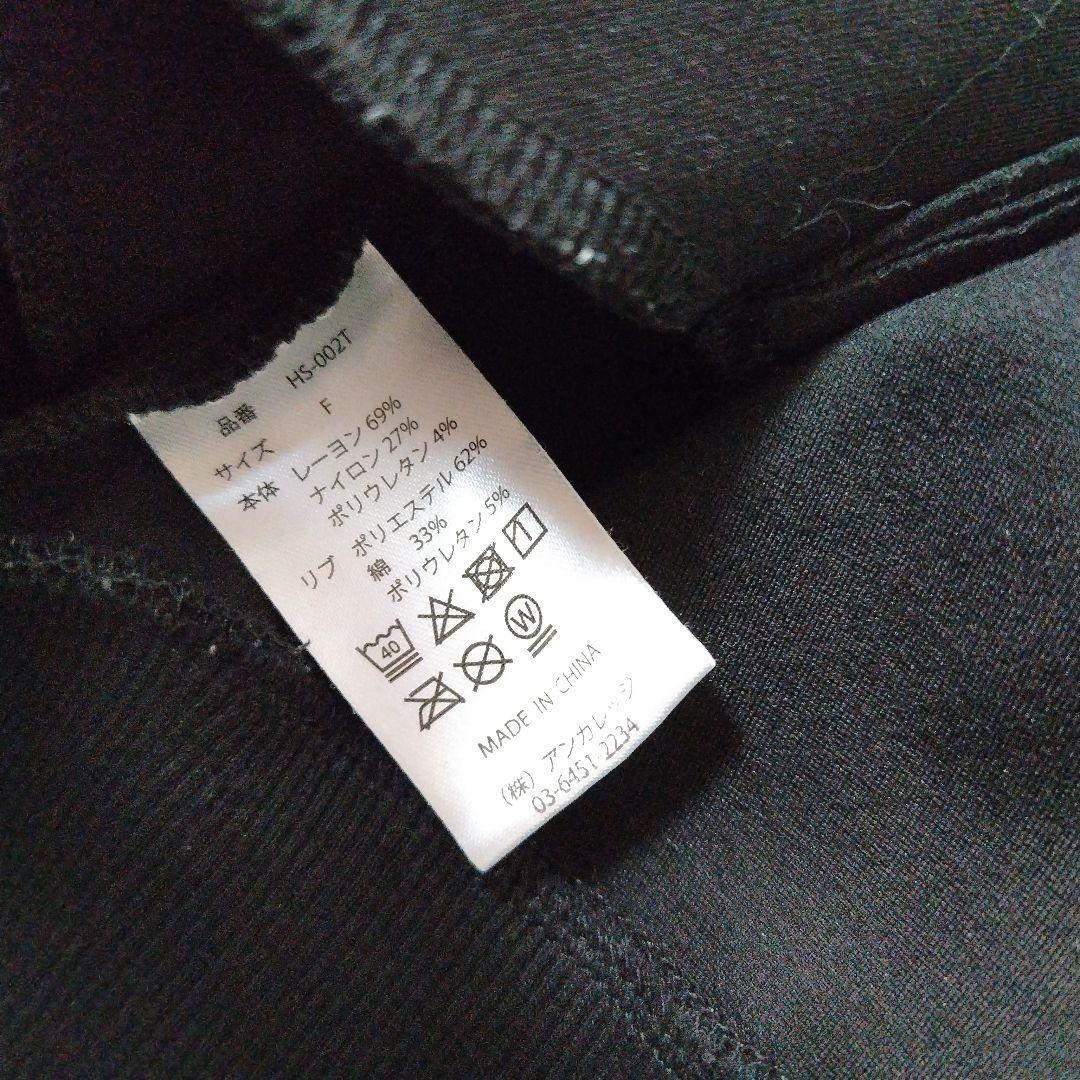 品番 HS-002T
サイズ F
本体 レーヨン 69%
ナイロン 27%
ポリウレタン 4%
リブ ポリエステル 62%
綿 33%
ポリウレタン 5%
40
W
MADE IN CHINA
(株) アンカレッジ
03-6451-2234